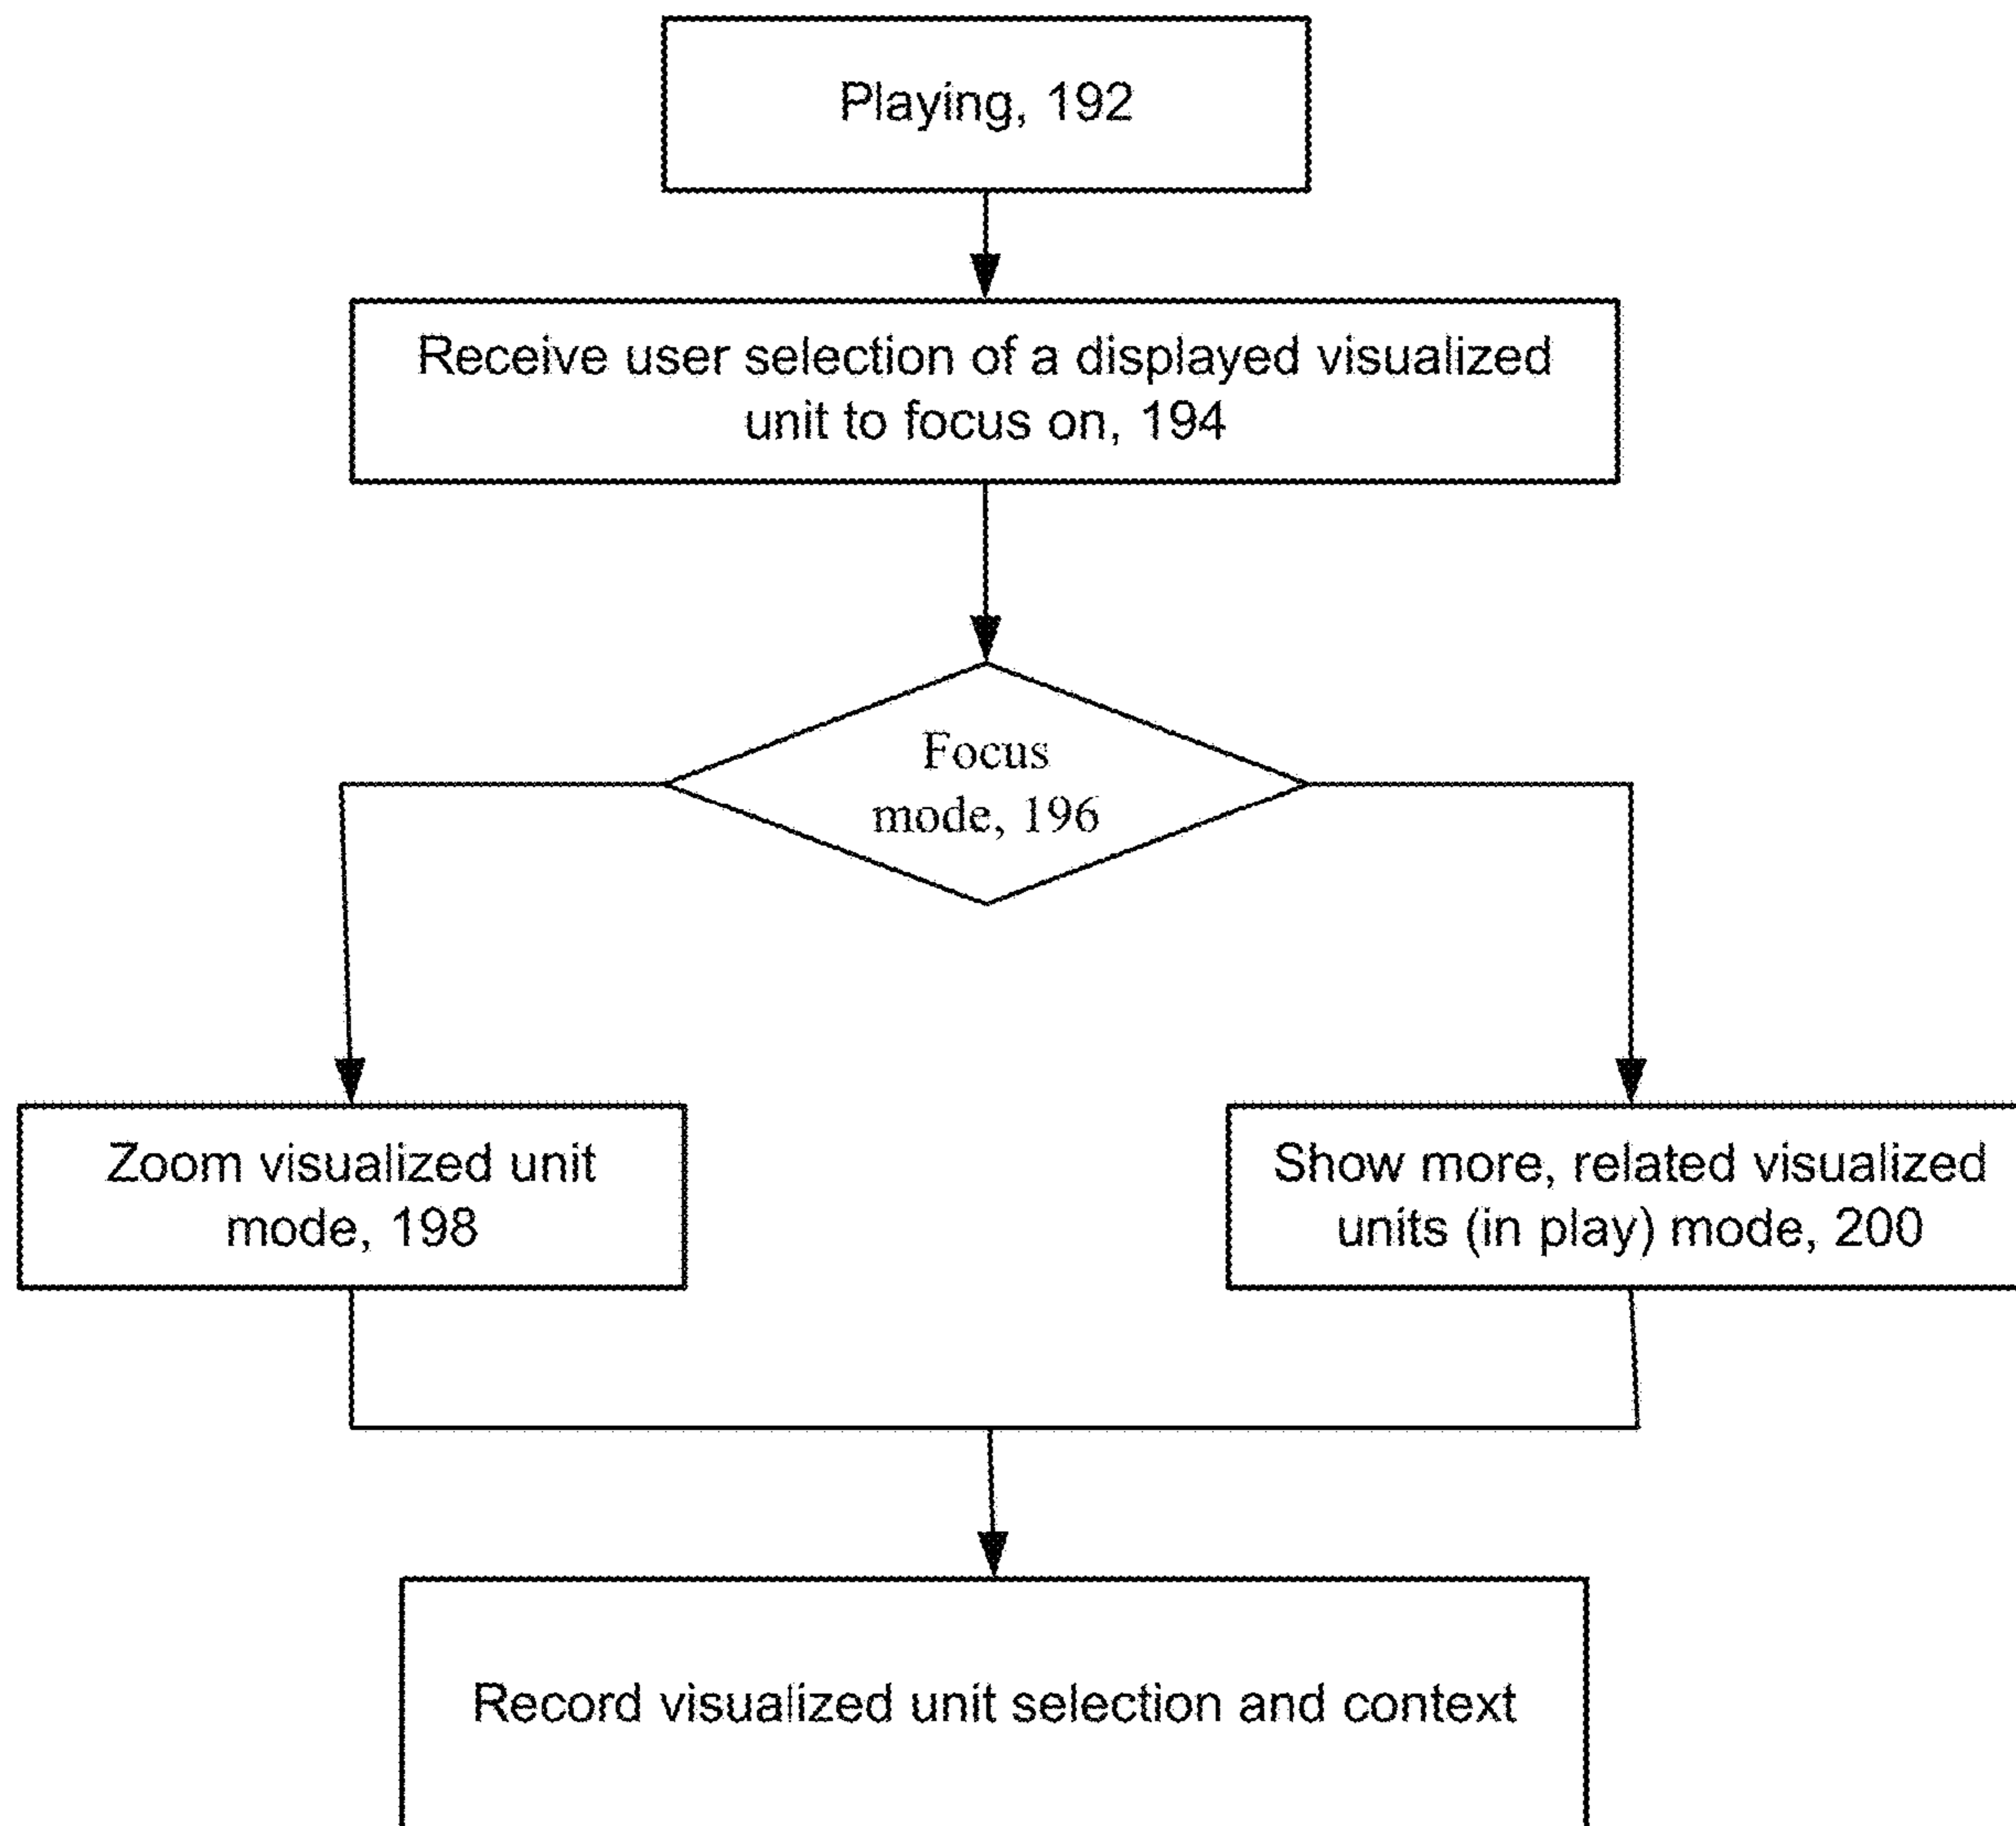 Playing, 192
Receive user selection of a displayed visualized
unit to focus on, 194
Focus
mode, 196
Zoom visualized unit
mode, 198
Show more, related visualized
units (in play) mode, 200
Record visualized unit selection and context